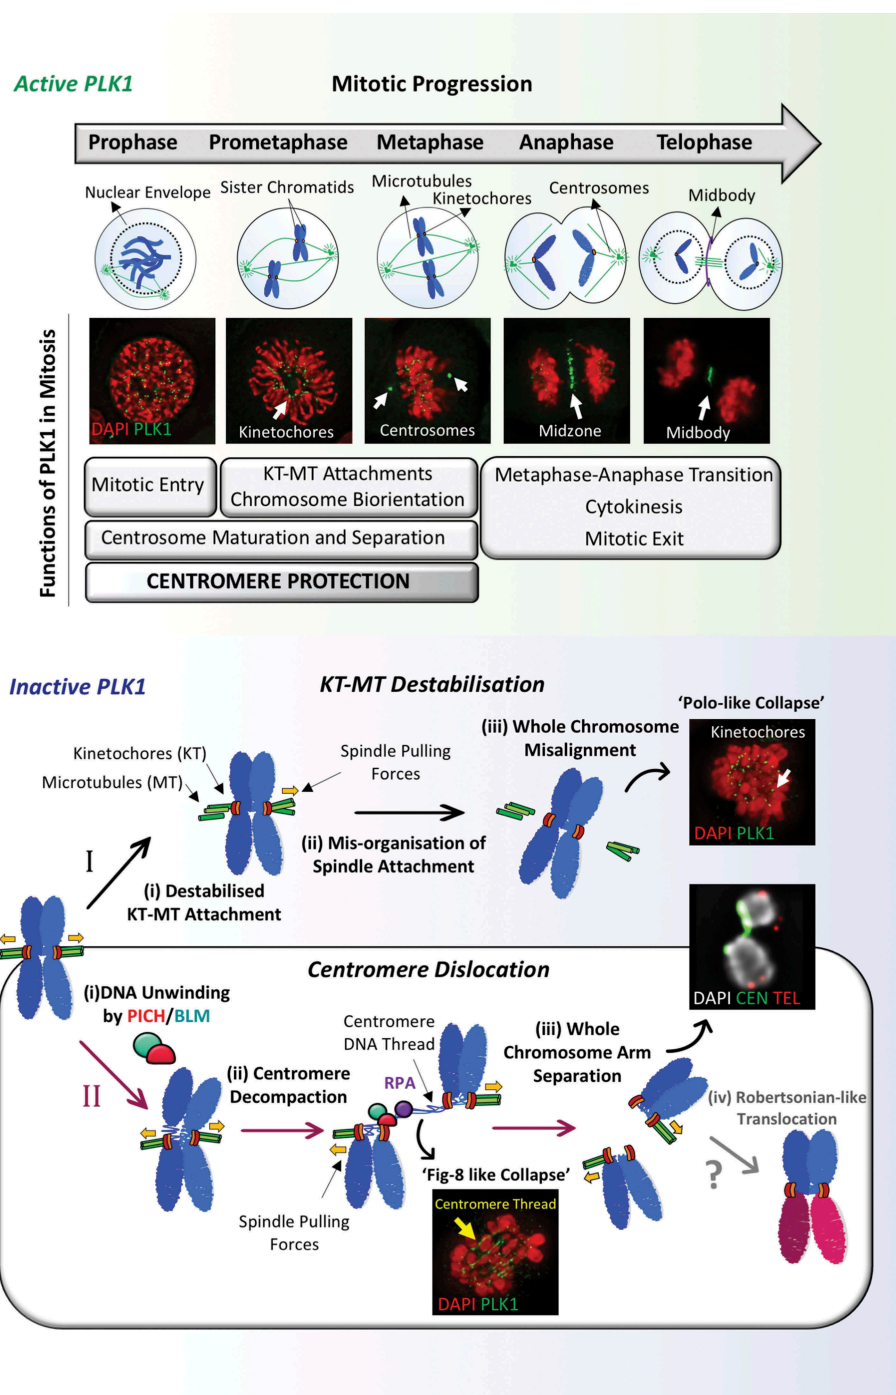 Active PLK1
Mitotic Progression
Prophase
Prometaphase
Metaphase
Anaphase
Telophase
Nuclear Envelope
Sister Chromatids
Microtubules
Kinetochores
Centrosomes
Midbody
Functions of PLK1 in Mitosis
DAPI PLK1
Kinetochores
Centrosomes
Midzone
Midbody
Mitotic Entry
KT-MT Attachments
Chromosome Biorientation
Metaphase-Anaphase Transition
Cytokinesis
Mitotic Exit
Centrosome Maturation and Separation
CENTROMERE PROTECTION
Inactive PLK1
KT-MT Destabilisation
'Polo-like Collapse'
Kinetochores
DAPI PLK1
Kinetochores (KT)
Microtubules (MT)
Spindle Pulling
Forces
(iii) Whole Chromosome
Misalignment
I
(i) Destabilised
KT-MT Attachment
(ii) Mis-organisation of
Spindle Attachment
DAPI CEN TEL
Centromere Dislocation
(i)DNA Unwinding
by PICH/BLM
II
(ii) Centromere
Decompaction
Centromere
DNA Thread
RPA
(iii) Whole
Chromosome Arm
Separation
(iv) Robertsonian-like
Translocation
?
Spindle Pulling
Forces
'Fig-8 like Collapse'
Centromere Thread
DAPI PLK1